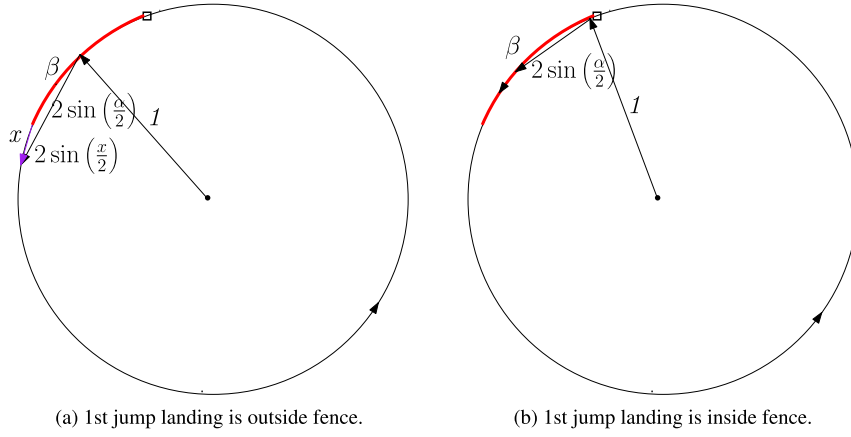 β
2 sin (α/2)
1
x
2 sin (x/2)
β
2 sin (α/2)
1
(a) 1st jump landing is outside fence.
(b) 1st jump landing is inside fence.